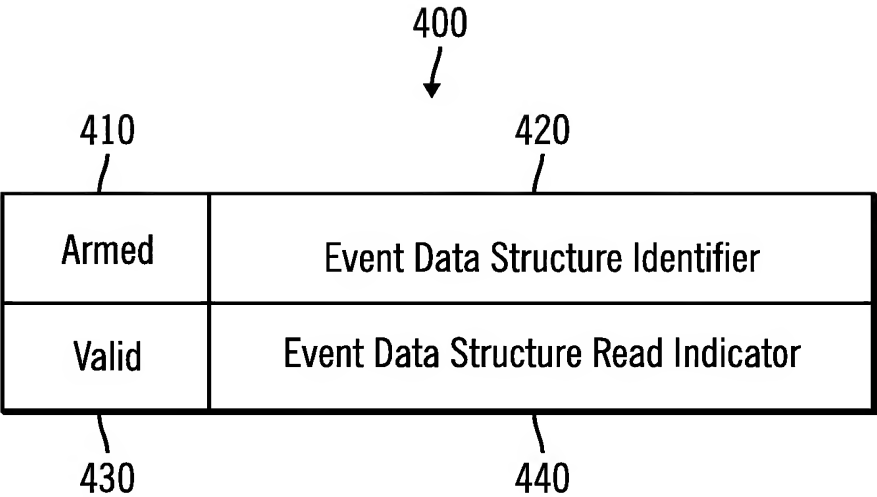 400
410
420
Armed
Event Data Structure Identifier
Valid
Event Data Structure Read Indicator
430
440